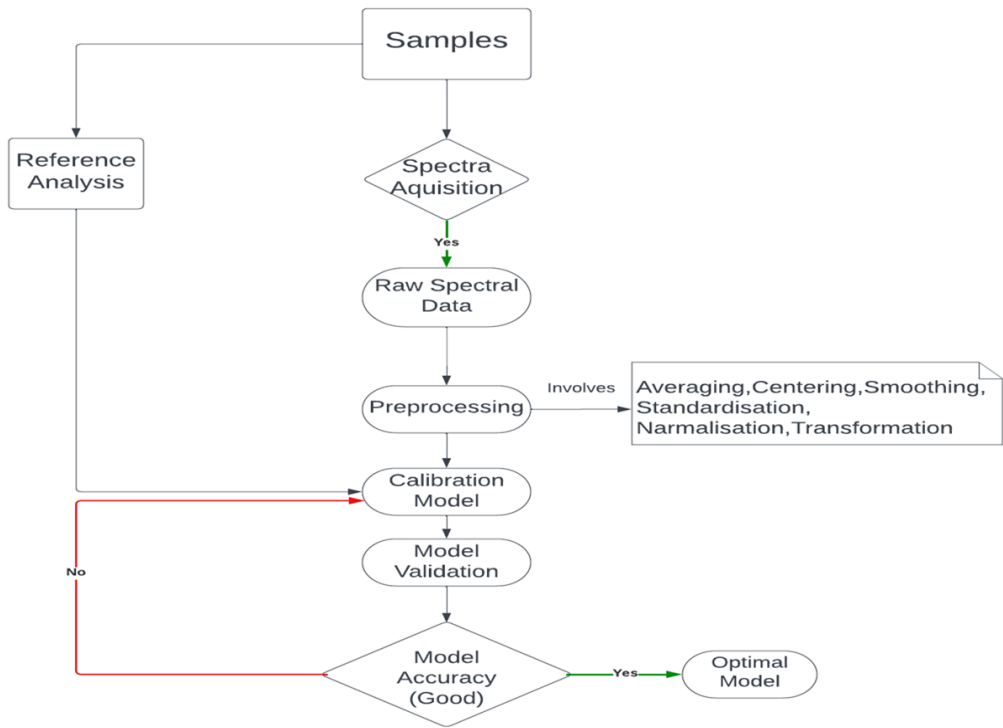 Samples
Reference
Analysis
Spectra
Aquisition
Yes
Raw Spectral
Data
Preprocessing
Involves
Averaging,Centering,Smoothing,
Standardisation,
Narmalisation,Transformation
Calibration
Model
Model
Validation
No
Model
Accuracy
(Good)
Yes
Optimal
Model